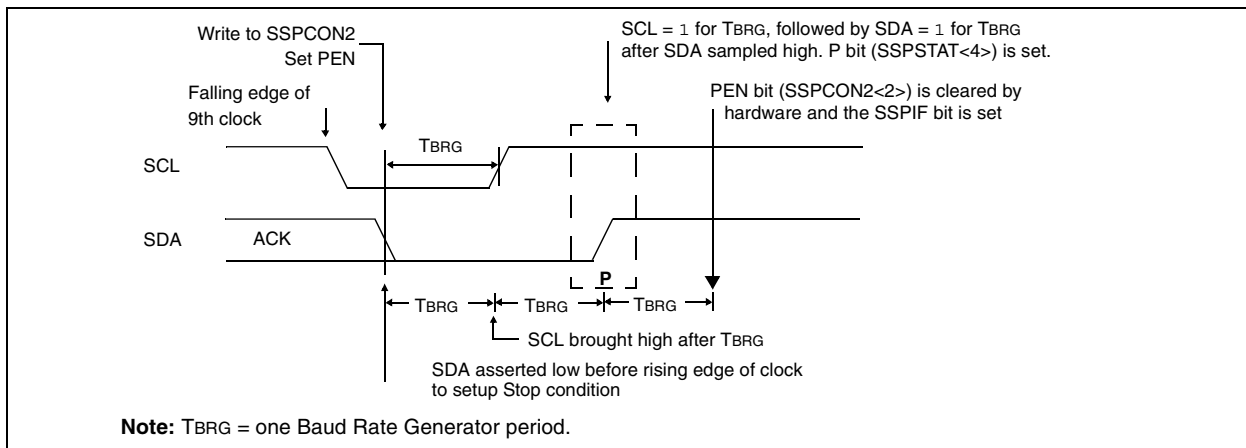 Write to SSPCON2
Set PEN
SCL = 1 for TBRG, followed by SDA = 1 for TBRG
after SDA sampled high. P bit (SSPSTAT<4>) is set.
Falling edge of
9th clock
PEN bit (SSPCON2<2>) is cleared by
hardware and the SSPIF bit is set
TBRG
SCL
SDA
ACK
P
TBRG
TBRG
TBRG
SCL brought high after TBRG
SDA asserted low before rising edge of clock
to setup Stop condition
Note: TBRG = one Baud Rate Generator period.